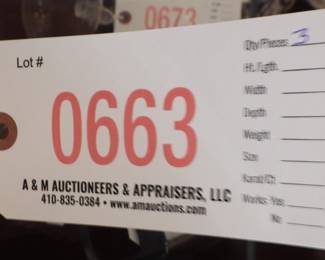 0673
Lot #
0663
A & M AUCTIONEERS & APPRAISERS, LLC
410-835-0384 • www.amauctions.com
Qty/Pieces 3
Ht./Lgth.
Width
Depth
Weight
Size
Karat/Ct
Works: Yes
No